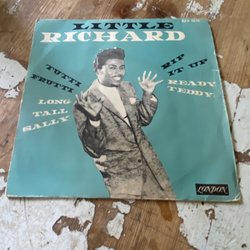 LITTLE
RICHARD
TUTTI
FRUTTI
LONG
TALL
SALLY
RIP
IT UP
READY
TEDDY.
LONDON